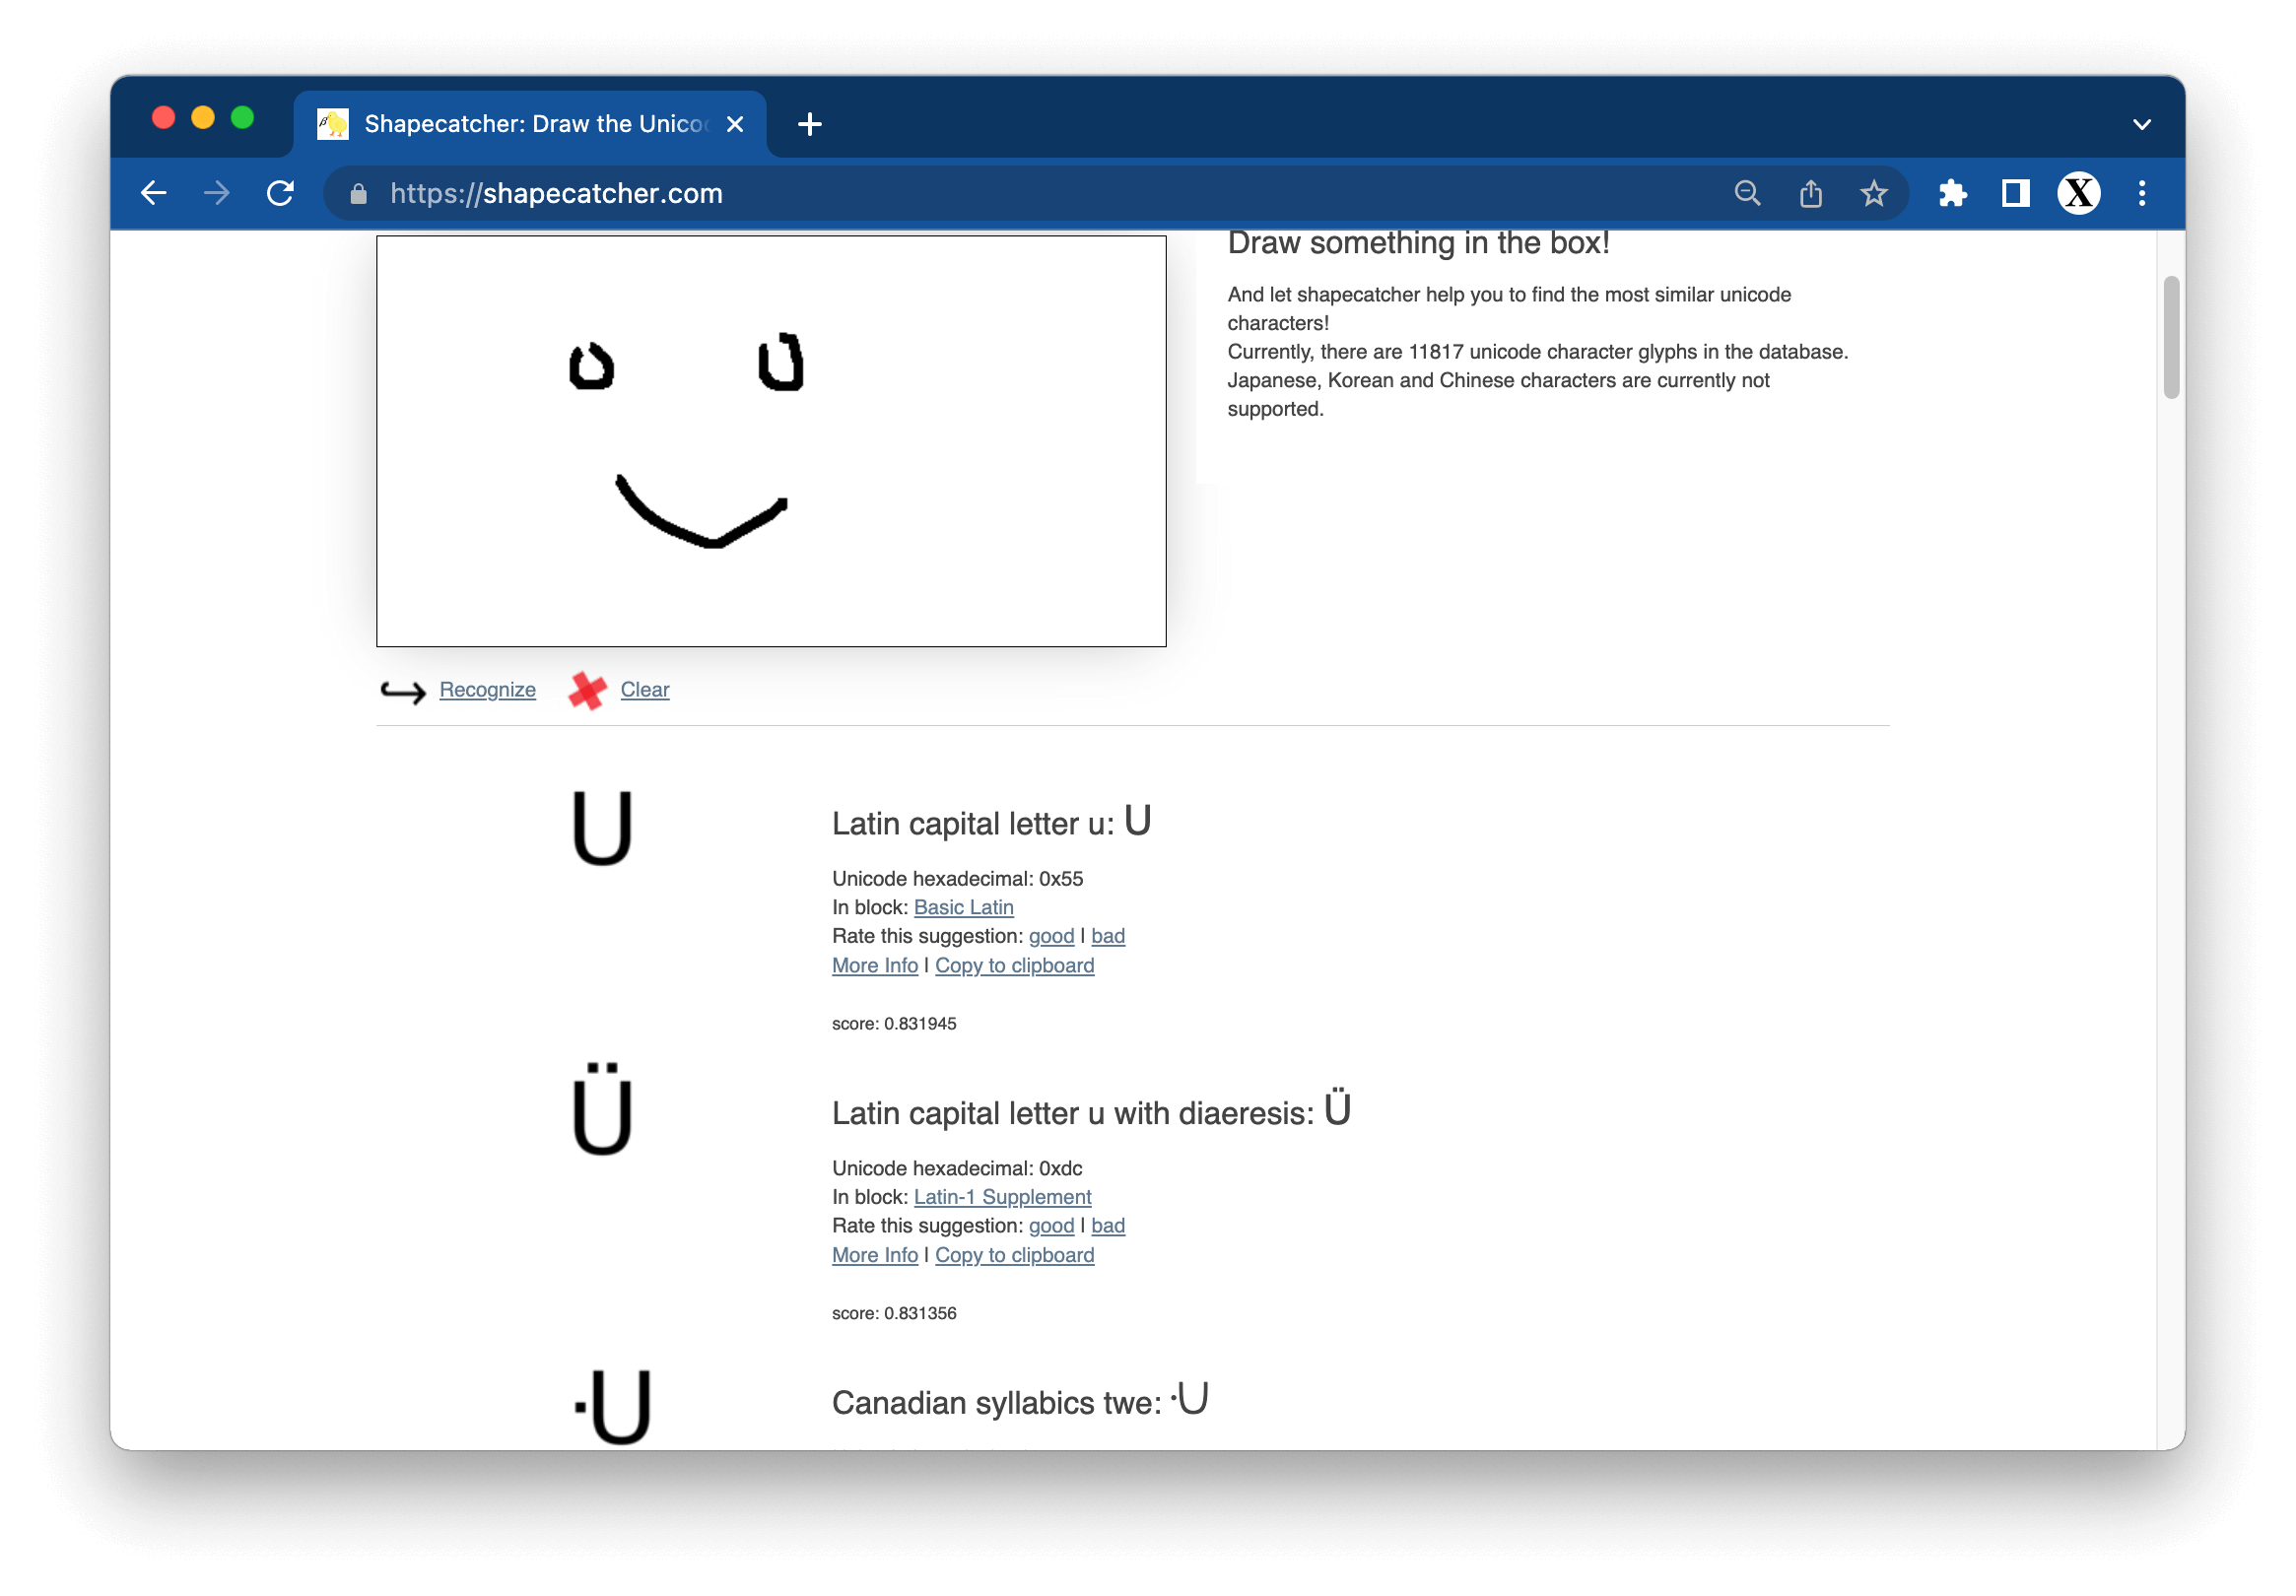 Shapecatcher: Draw the Unico
https://shapecatcher.com
X
Draw something in the box!
And let shapecatcher help you to find the most similar unicode
characters!
Currently, there are 11817 unicode character glyphs in the database.
Japanese, Korean and Chinese characters are currently not
supported.
Recognize Clear
U
Latin capital letter u: U
Unicode hexadecimal: 0x55
In block: Basic Latin
Rate this suggestion: good | bad
More Info | Copy to clipboard
score: 0.831945
Ü
Latin capital letter u with diaeresis: Ü
Unicode hexadecimal: 0xdc
In block: Latin-1 Supplement
Rate this suggestion: good | bad
More Info | Copy to clipboard
score: 0.831356
ᑗ
Canadian syllabics twe: ᑗ